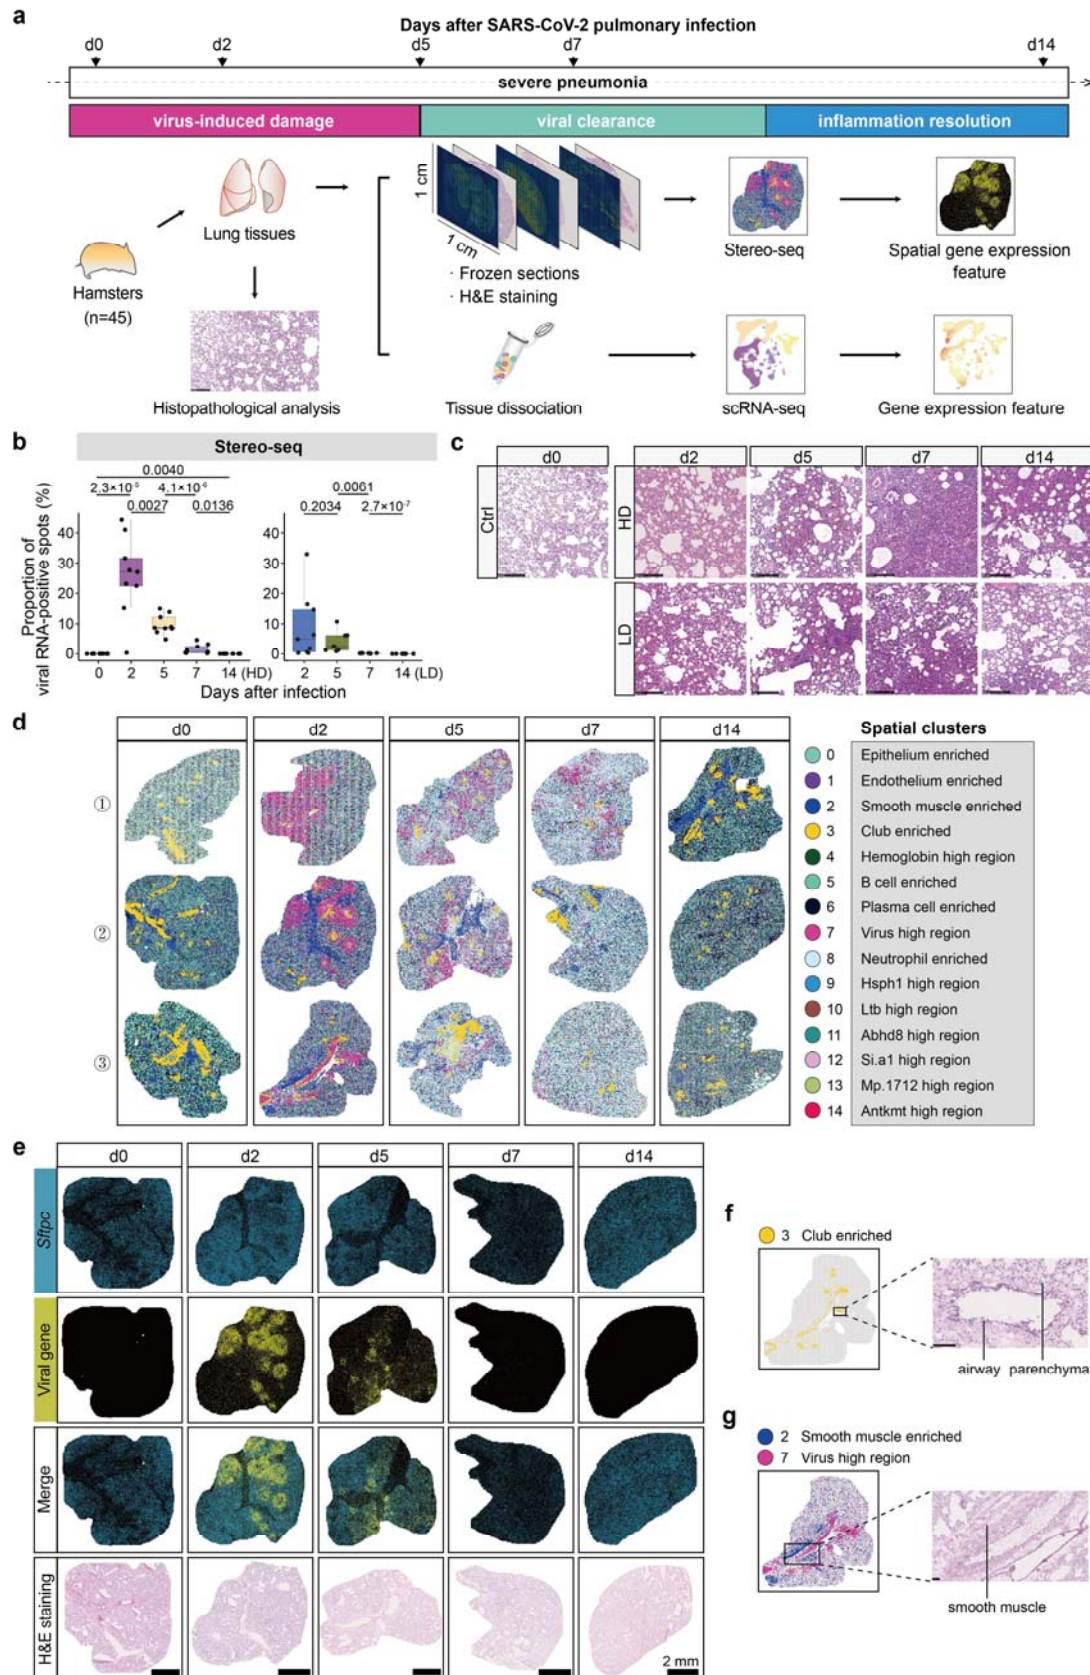 a
Days after SARS-CoV-2 pulmonary infection
d0 d2 d5 d7 d14
severe pneumonia
virus-induced damage viral clearance inflammation resolution
Hamsters
(n=45)
Lung tissues
Histopathological analysis
1 cm
1 cm
· Frozen sections
· H&E staining
Tissue dissociation
Stereo-seq
Spatial gene expression
feature
scRNA-seq
Gene expression feature
b
Stereo-seq
Proportion of
viral RNA-positive spots (%)
0.0040
0.0027
0.0136
0.0061
0.2034 2.7×10⁻⁷
40 40
30 30
20 20
10 10
0 0
0 2 5 7 14 (HD) 2 5 7 14 (LD)
Days after infection
c
d0 d2 d5 d7 d14
Ctrl
HD
LD
d
d0 d2 d5 d7 d14
①
②
③
Spatial clusters
0 Epithelium enriched
1 Endothelium enriched
2 Smooth muscle enriched
3 Club enriched
4 Hemoglobin high region
5 B cell enriched
6 Plasma cell enriched
7 Virus high region
8 Neutrophil enriched
9 Hsph1 high region
10 Ltb high region
11 Abhd8 high region
12 Si.a1 high region
13 Mp.1712 high region
14 Antkmt high region
e
d0 d2 d5 d7 d14
Sftpc
Viral gene
Merge
H&E staining
2 mm
f
3 Club enriched
airway parenchyma
g
2 Smooth muscle enriched
7 Virus high region
smooth muscle